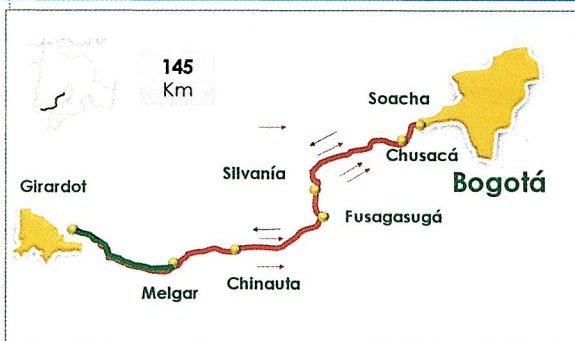 145
Km
Soacha
Chusacá
Bogotá
Silvanía
Fusagasugá
Girardot
Melgar
Chinauta